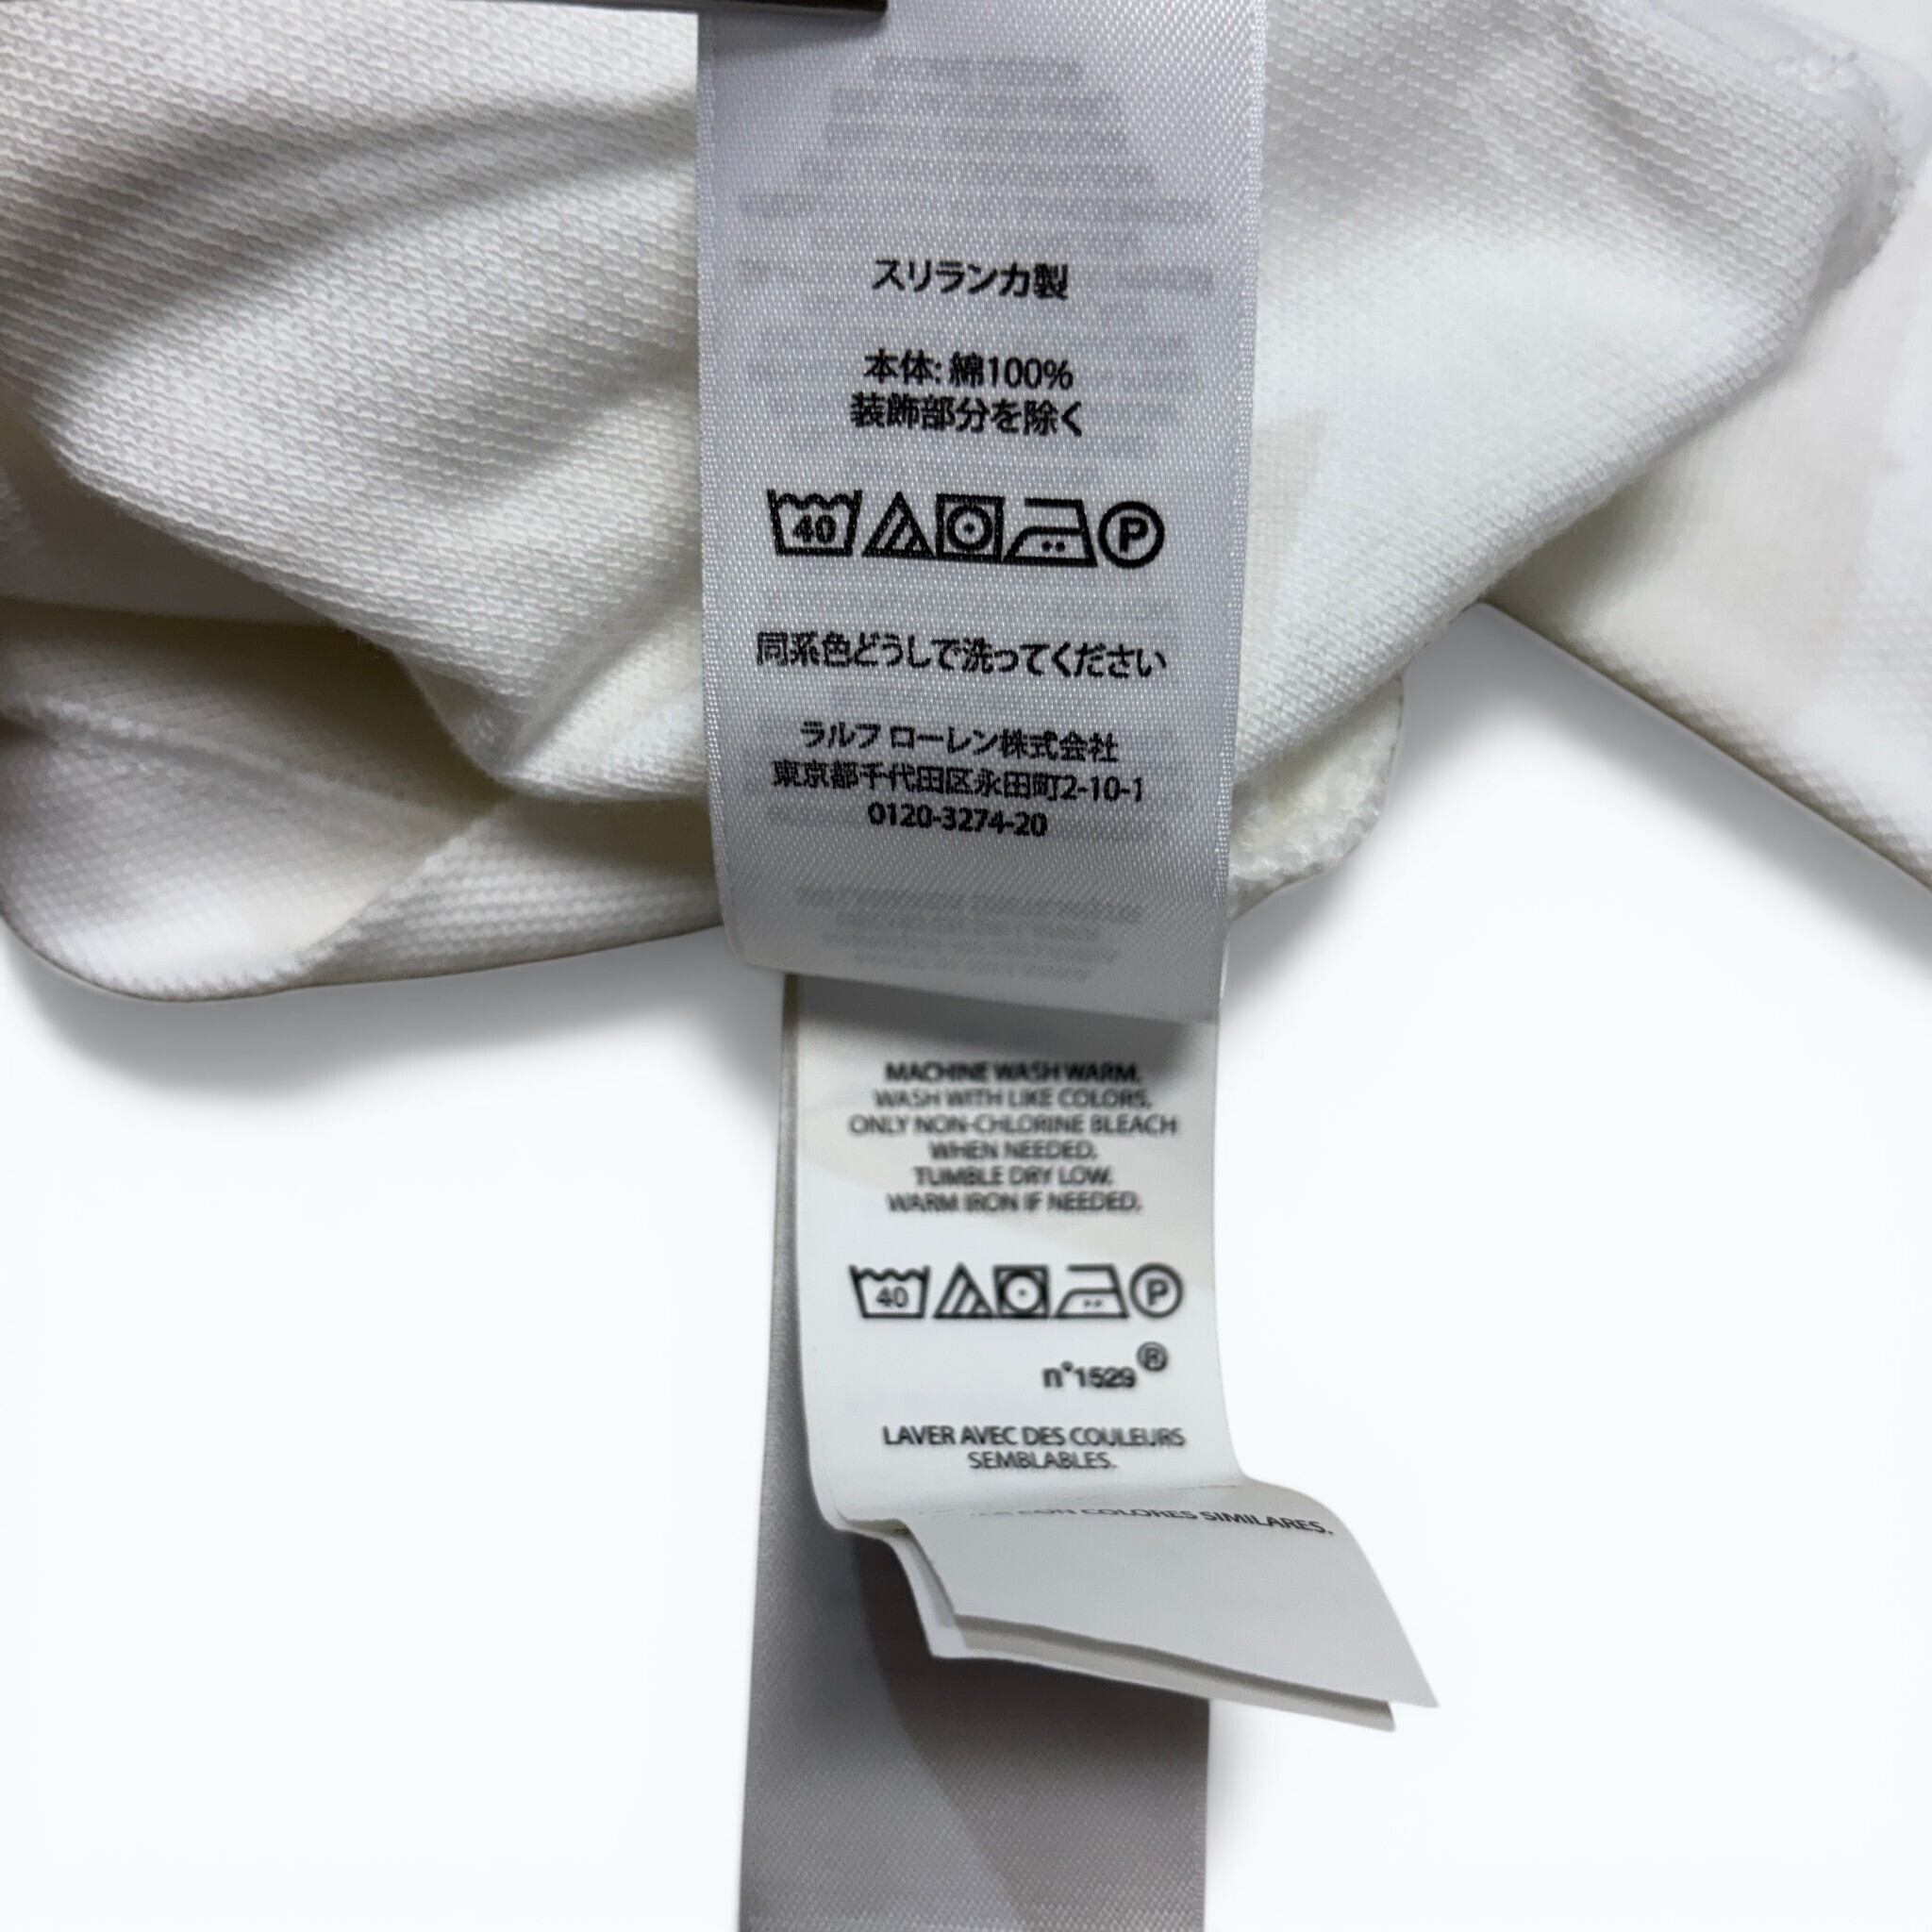 スリランカ製
本体: 綿100%
装飾部分を除く
40
P
同系色どうしで洗ってください
ラルフ ローレン株式会社
東京都千代田区永田町2-10-1
0120-3274-20
MACHINE WASH WARM.
WASH WITH LIKE COLORS.
ONLY NON-CHLORINE BLEACH
WHEN NEEDED.
TUMBLE DRY LOW.
WARM IRON IF NEEDED.
40
P
n°1529®
LAVER AVEC DES COULEURS
SEMBLABLES.
CON COLORES SIMILARES.